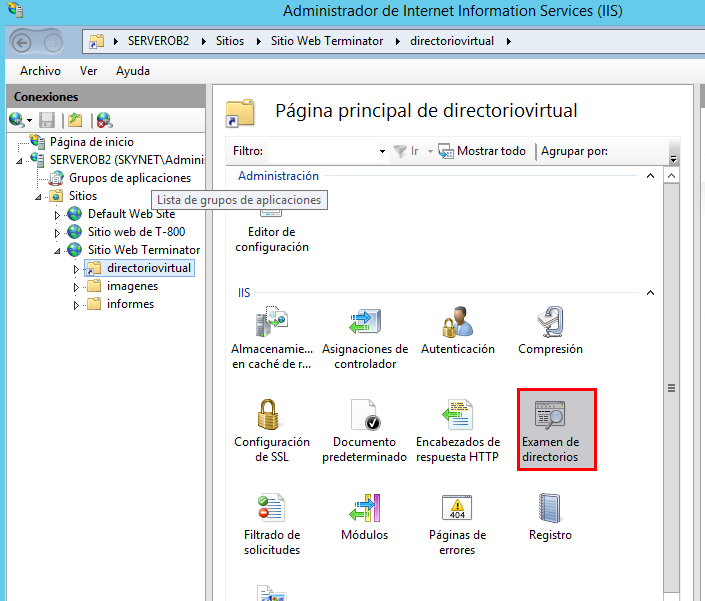 Administrador de Internet Information Services (IIS)
SERVEROB2 Sitios Sitio Web Terminator directoriovirtual
Archivo Ver Ayuda
Conexiones
Página de inicio
SERVEROB2 (SKYNET\Admini
Grupos de aplicaciones
Sitios
Default Web Site
Sitio web de T-800
Sitio Web Terminator
directoriovirtual
imagenes
informes
Lista de grupos de aplicaciones
Página principal de directoriovirtual
Filtro: Ir Mostrar todo Agrupar por:
Administración
Editor de
configuración
IIS
Almacenamie...
en caché de r...
Asignaciones de
controlador
Autenticación
Compresión
Configuración
de SSL
Documento
predeterminado
Encabezados de
respuesta HTTP
Examen de
directorios
Filtrado de
solicitudes
Módulos
404
Páginas de
errores
Registro